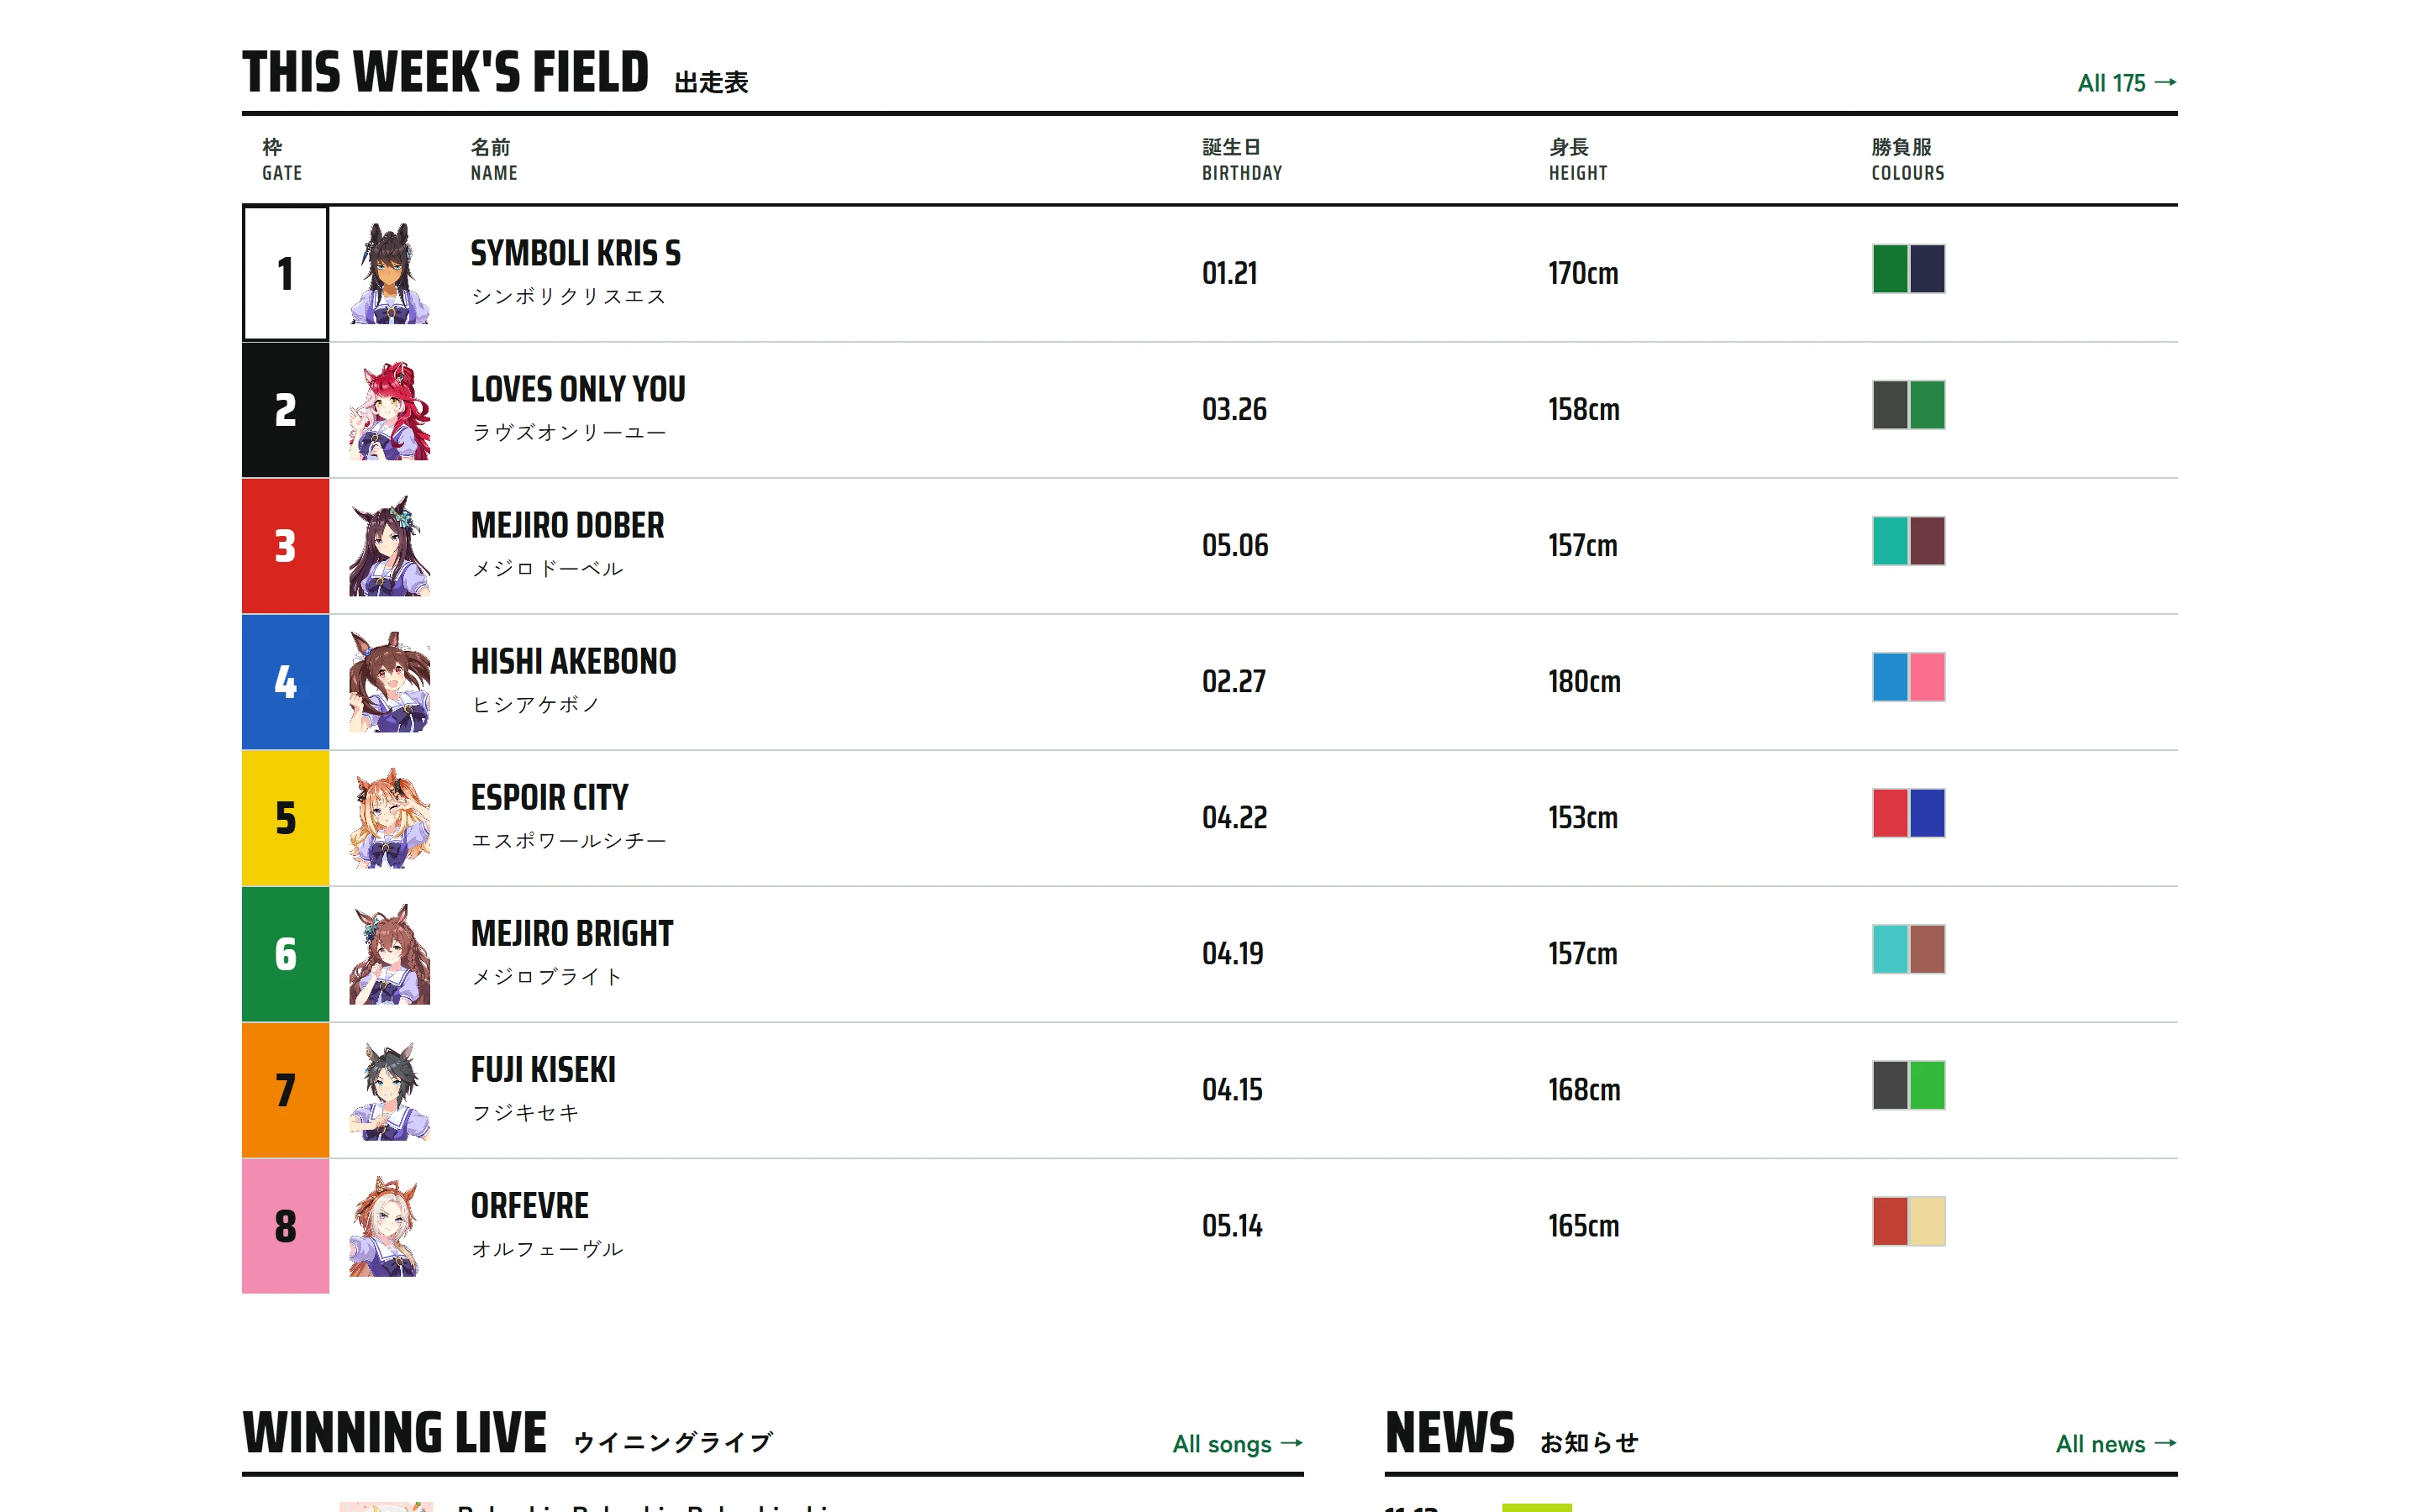 THIS WEEK'S FIELD 出走表
All 175 →
枠 名前 誕生日 身長 勝負服
GATE NAME BIRTHDAY HEIGHT COLOURS
1 SYMBOLI KRIS S 01.21 170cm
シンボリクリスエス
2 LOVES ONLY YOU 03.26 158cm
ラヴズオンリーユー
3 MEJIRO DOBER 05.06 157cm
メジロドーベル
4 HISHI AKEBONO 02.27 180cm
ヒシアケボノ
5 ESPOIR CITY 04.22 153cm
エスポワールシチー
6 MEJIRO BRIGHT 04.19 157cm
メジロブライト
7 FUJI KISEKI 04.15 168cm
フジキセキ
8 ORFEVRE 05.14 165cm
オルフェーヴル
WINNING LIVE ウイニングライブ
All songs →
NEWS お知らせ
All news →